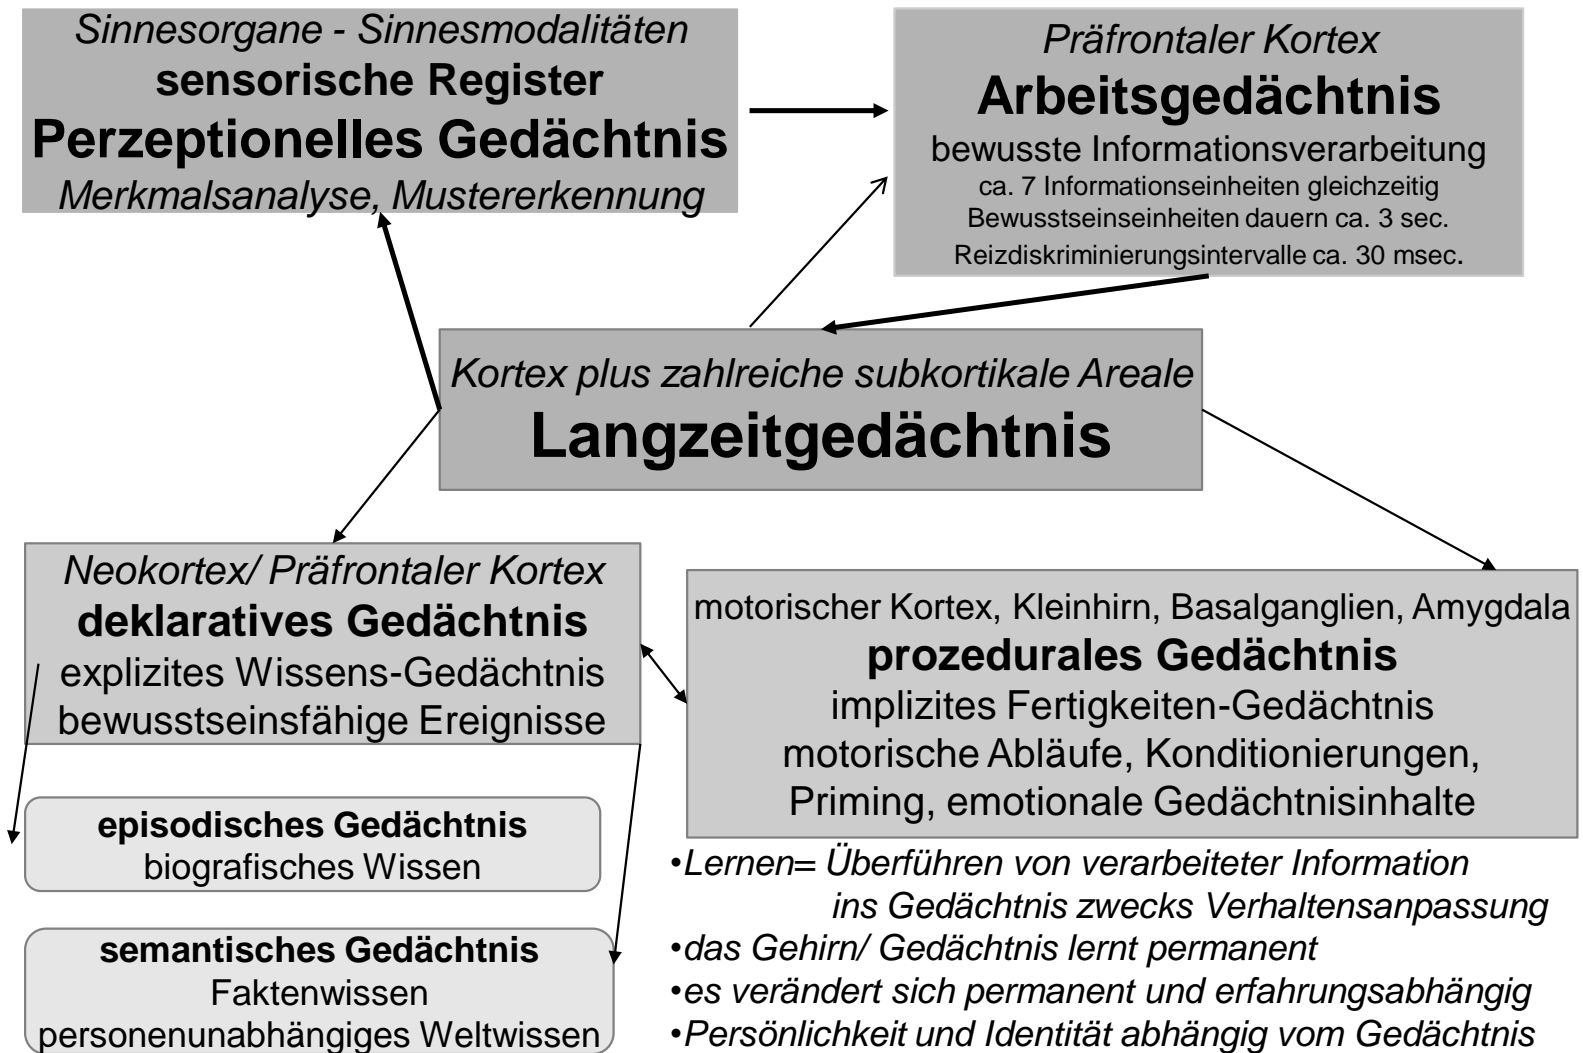 Sinnesorgane - Sinnesmodalitäten
sensorische Register
Perzeptionelles Gedächtnis
Merkmalsanalyse, Mustererkennung
Präfrontaler Kortex
Arbeitsgedächtnis
bewusste Informationsverarbeitung
ca. 7 Informationseinheiten gleichzeitig
Bewusstseinseinheiten dauern ca. 3 sec.
Reizdiskriminierungsintervalle ca. 30 msec.
Kortex plus zahlreiche subkortikale Areale
Langzeitgedächtnis
Neokortex/ Präfrontaler Kortex
deklaratives Gedächtnis
explizites Wissens-Gedächtnis
bewusstseinsfähige Ereignisse
motorischer Kortex, Kleinhirn, Basalganglien, Amygdala
prozedurales Gedächtnis
implizites Fertigkeiten-Gedächtnis
motorische Abläufe, Konditionierungen,
Priming, emotionale Gedächtnisinhalte
episodisches Gedächtnis
biografisches Wissen
semantisches Gedächtnis
Faktenwissen
personenunabhängiges Weltwissen
•Lernen= Überführen von verarbeiteter Information
ins Gedächtnis zwecks Verhaltensanpassung
•das Gehirn/ Gedächtnis lernt permanent
•es verändert sich permanent und erfahrungsabhängig
•Persönlichkeit und Identität abhängig vom Gedächtnis